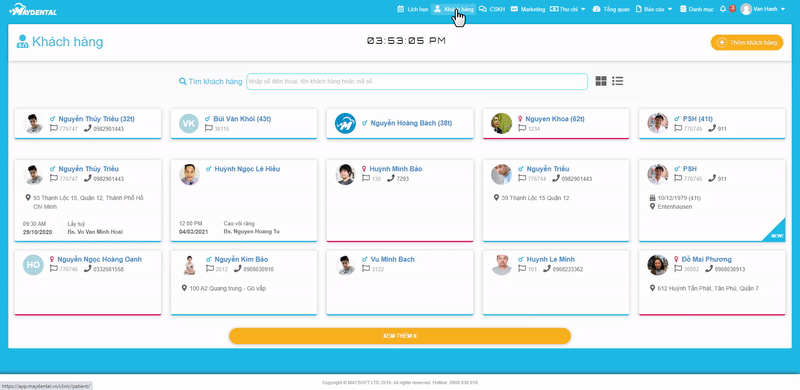 MAYDENTAL
Lịch hẹn Khách hàng CSKH Marketing Thu chi Tổng quan Báo cáo Danh mục Van Hanh
Khách hàng
03:53:05 PM
Thêm khách hàng
Tìm khách hàng Nhập số điện thoại, tên khách hàng hoặc mã số
Nguyễn Thúy Triều (32t)
776747 0982901443
VK Bùi Văn Khôi (43t)
30115
Nguyễn Hoàng Bách (38t)
Nguyen Khoa (62t)
1234
PSH (41t)
776745 911
Nguyễn Thúy Triều
776747 0982901443
93 Thạnh Lộc 15, Quận 12, Thành Phố Hồ
Chí Minh
09:30 AM Lấy tuỷ
29/10/2020 Bs. Vo Van Minh Hoai
Huỳnh Ngọc Lê Hiếu
12:00 PM Cạo vôi răng
04/03/2021 Bs. Nguyen Hoang Tu
Huỳnh Minh Bảo
130 7293
Nguyễn Triều
776744 0982901443
39 Thạnh Lộc 15 Quận 12
PSH
776745 911
10/12/1979 (41t)
Entenhausen
NEW!
HO Nguyễn Ngọc Hoàng Oanh
776746 0332681558
Nguyễn Kim Bảo
2012 0908030910
100 A2 Quang trung - Gò vấp
Vu Minh Bach
3122
Huynh Le Minh
101 0909233362
Đỗ Mai Phương
30002 0908030913
612 Huỳnh Tấn Phát, Tân Phú, Quận 7
XEM THÊM
Copyright © MAYSOFT LTD 2019. All rights reserved. Hotline: 0908 030 910
https://app.maydental.vn/clinic/patient/